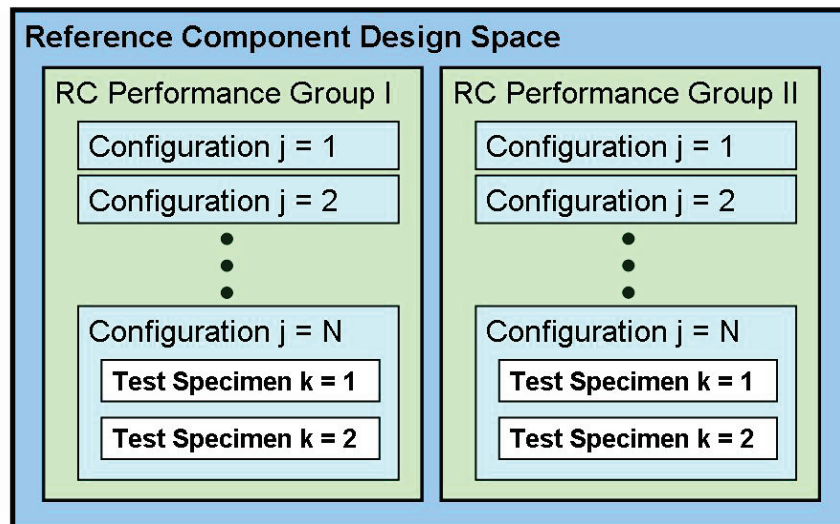 Reference Component Design Space
RC Performance Group I
Configuration j = 1
Configuration j = 2
Configuration j = N
Test Specimen k = 1
Test Specimen k = 2
RC Performance Group II
Configuration j = 1
Configuration j = 2
Configuration j = N
Test Specimen k = 1
Test Specimen k = 2